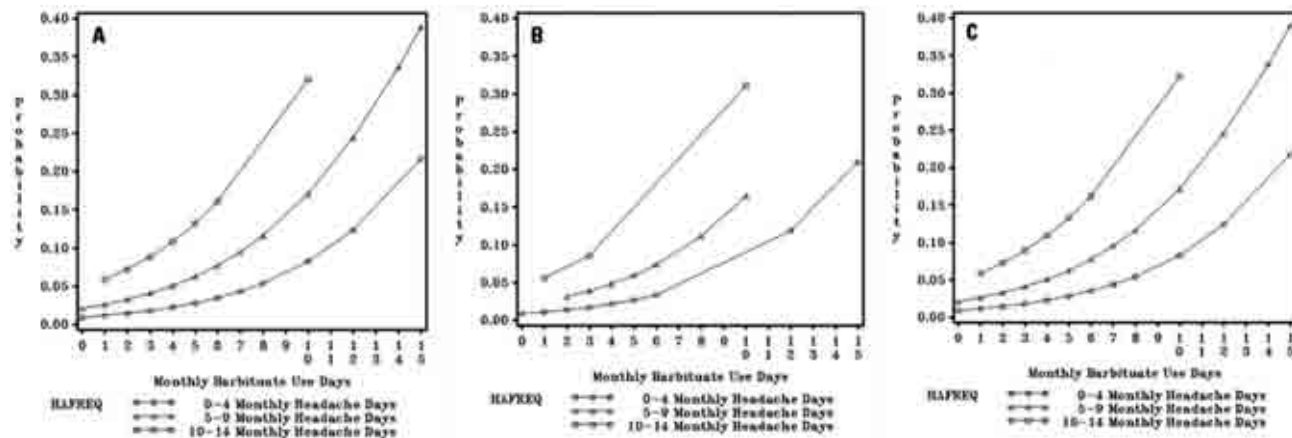 A
0.40
0.35
0.30
0.25
0.20
0.15
0.10
0.05
0.00
Probability
0 1 2 3 4 5 6 7 8 10 11 12 13 14 15
Monthly Barbituate Use Days
HAFREQ
0-4 Monthly Headache Days
5-9 Monthly Headache Days
10-14 Monthly Headache Days
B
0.40
0.35
0.30
0.25
0.20
0.15
0.10
0.05
0.00
Probability
0 1 2 3 4 5 6 7 8 10 11 12 13 14 15
Monthly Barbituate Use Days
HAFREQ
0-4 Monthly Headache Days
5-9 Monthly Headache Days
10-14 Monthly Headache Days
C
0.40
0.35
0.30
0.25
0.20
0.15
0.10
0.05
0.00
Probability
0 1 2 3 4 5 6 7 8 10 11 12 13 14 15
Monthly Barbituate Use Days
HAFREQ
0-4 Monthly Headache Days
5-9 Monthly Headache Days
10-14 Monthly Headache Days